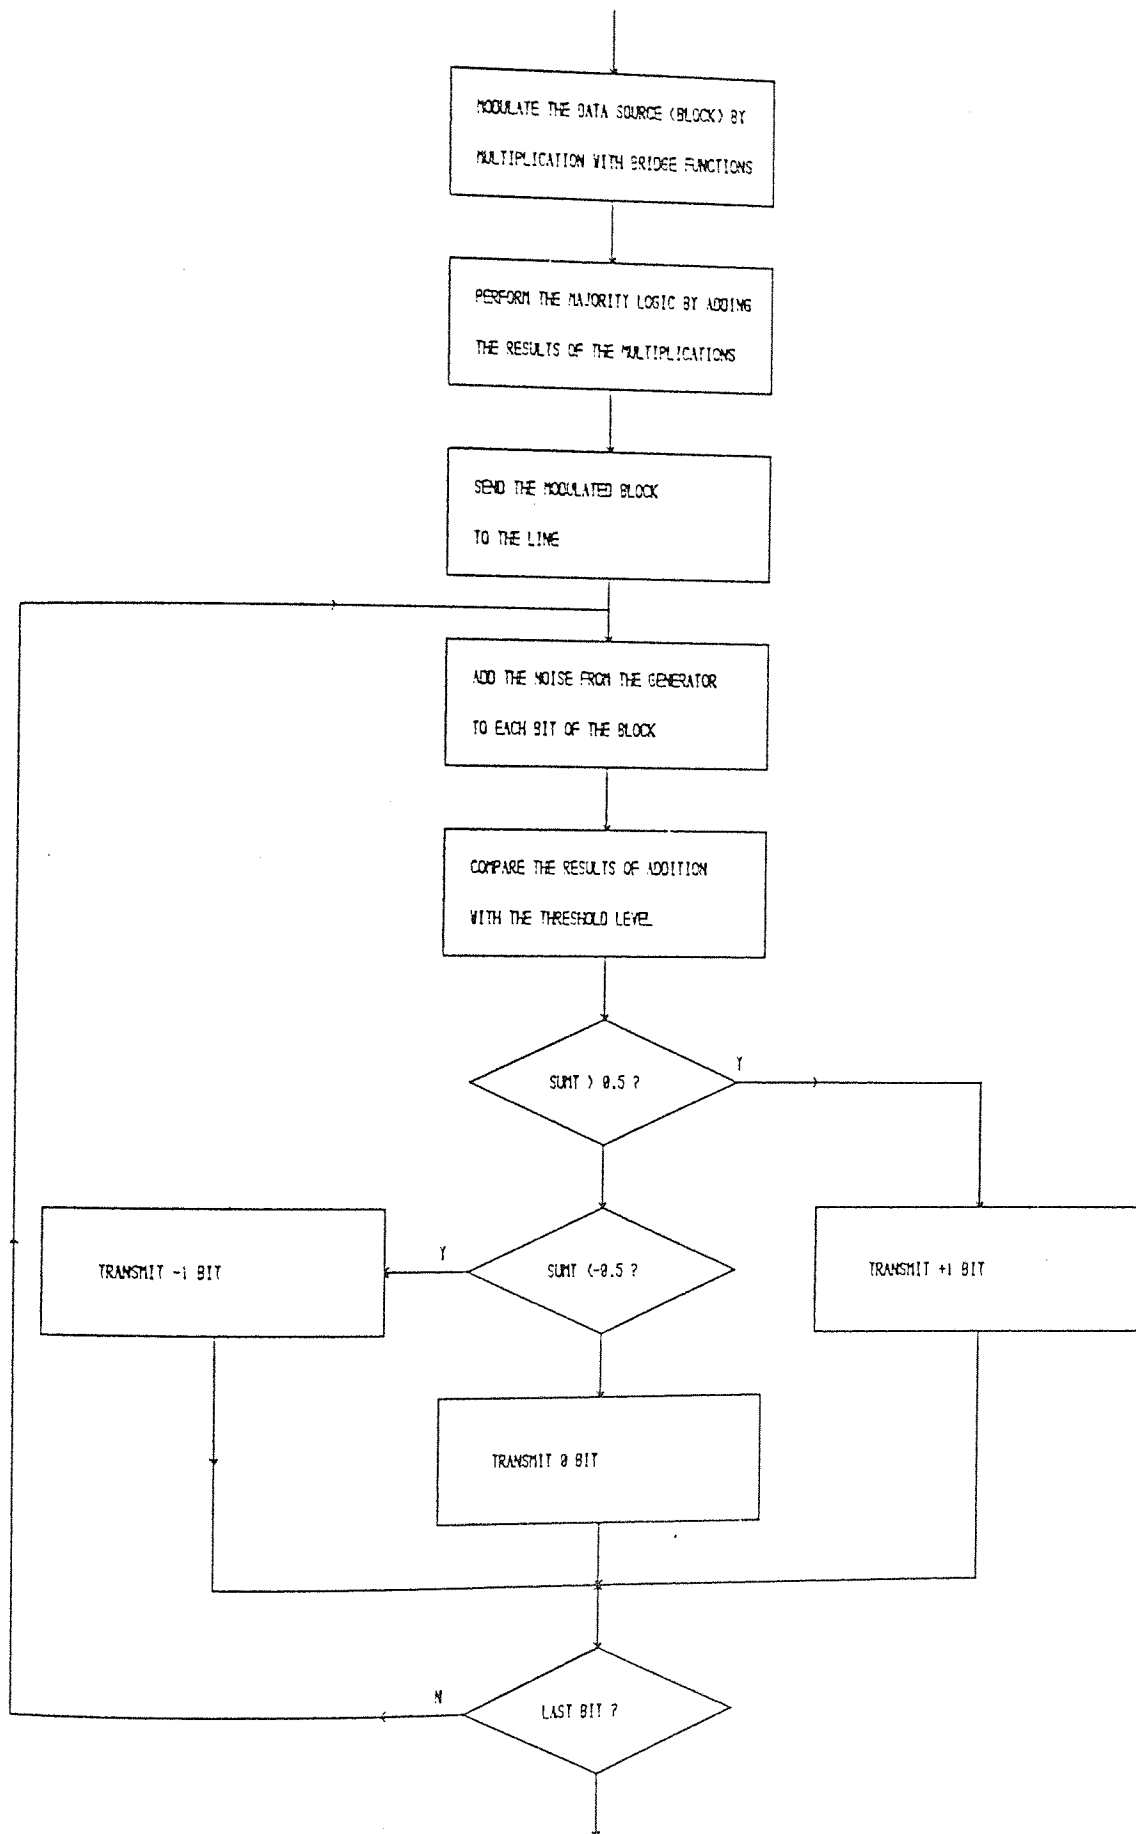 MODULATE THE DATA SOURCE (BLOCK) BY
MULTIPLICATION WITH BRIDGE FUNCTIONS
PERFORM THE MAJORITY LOGIC BY ADDING
THE RESULTS OF THE MULTIPLICATIONS
SEND THE MODULATED BLOCK
TO THE LINE
ADD THE NOISE FROM THE GENERATOR
TO EACH BIT OF THE BLOCK
COMPARE THE RESULTS OF ADDITION
WITH THE THRESHOLD LEVEL
SUMT > 0.5 ?
Y
SUMT <-0.5 ?
Y
TRANSMIT -1 BIT
TRANSMIT +1 BIT
TRANSMIT 0 BIT
LAST BIT ?
N